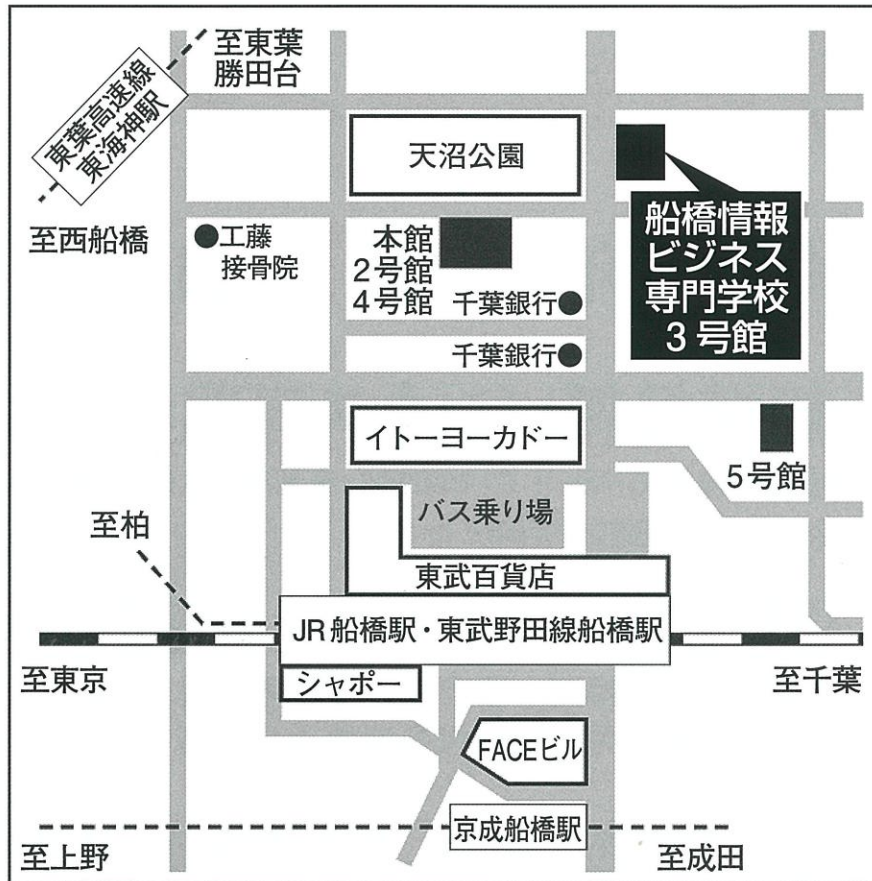 至東葉
勝田台
東葉高速線
東海神駅
天沼公園
至西船橋
工藤
接骨院
本館
2号館
4号館
千葉銀行
千葉銀行
船橋情報
ビジネス
専門学校
3号館
イトーヨーカドー
5号館
バス乗り場
至柏
東武百貨店
JR船橋駅・東武野田線船橋駅
至東京
至千葉
シャポー
FACEビル
京成船橋駅
至上野
至成田